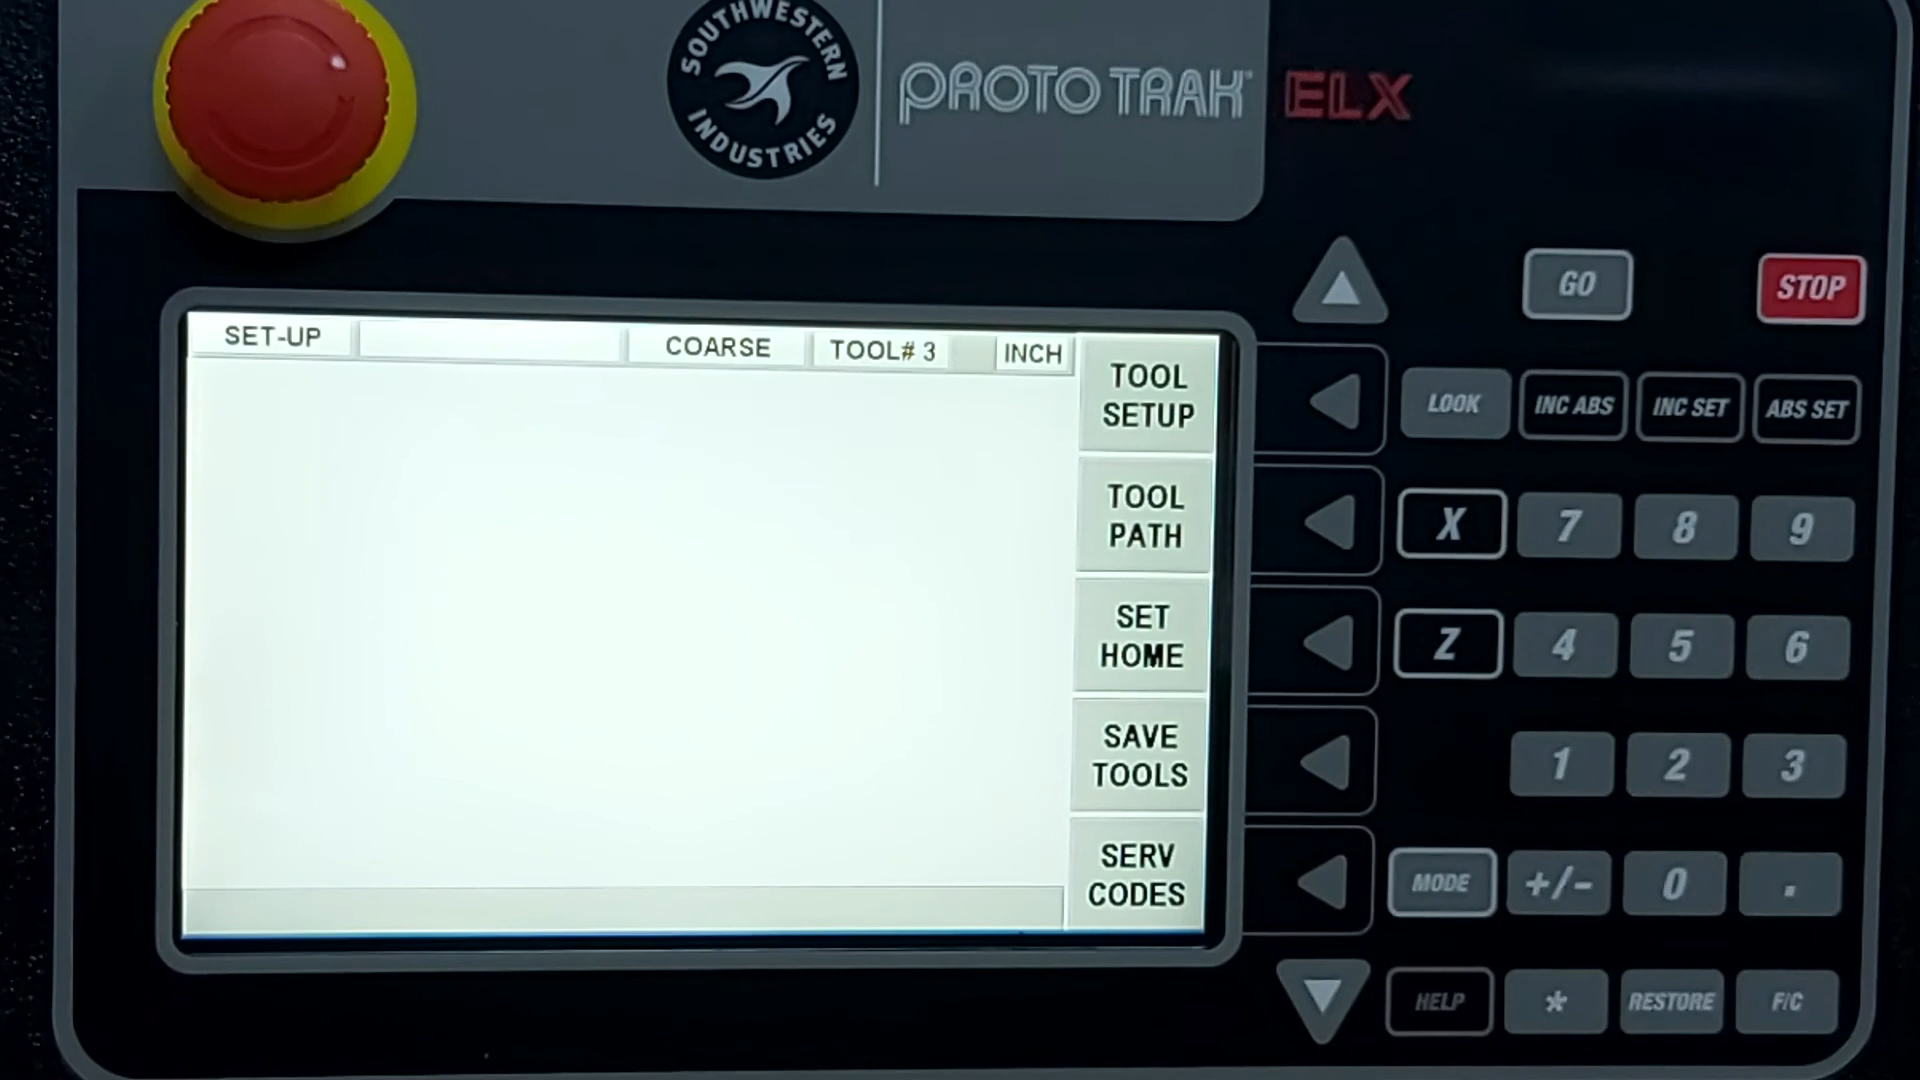 SOUTHWESTERN
INDUSTRIES
PROTO TRAK ELX
GO STOP
SET-UP COARSE TOOL# 3 INCH
TOOL
SETUP
LOOK INC ABS INC SET ABS SET
TOOL
PATH
X 7 8 9
SET
HOME
Z 4 5 6
SAVE
TOOLS
1 2 3
SERV
CODES
MODE +/- 0 .
HELP * RESTORE F/C